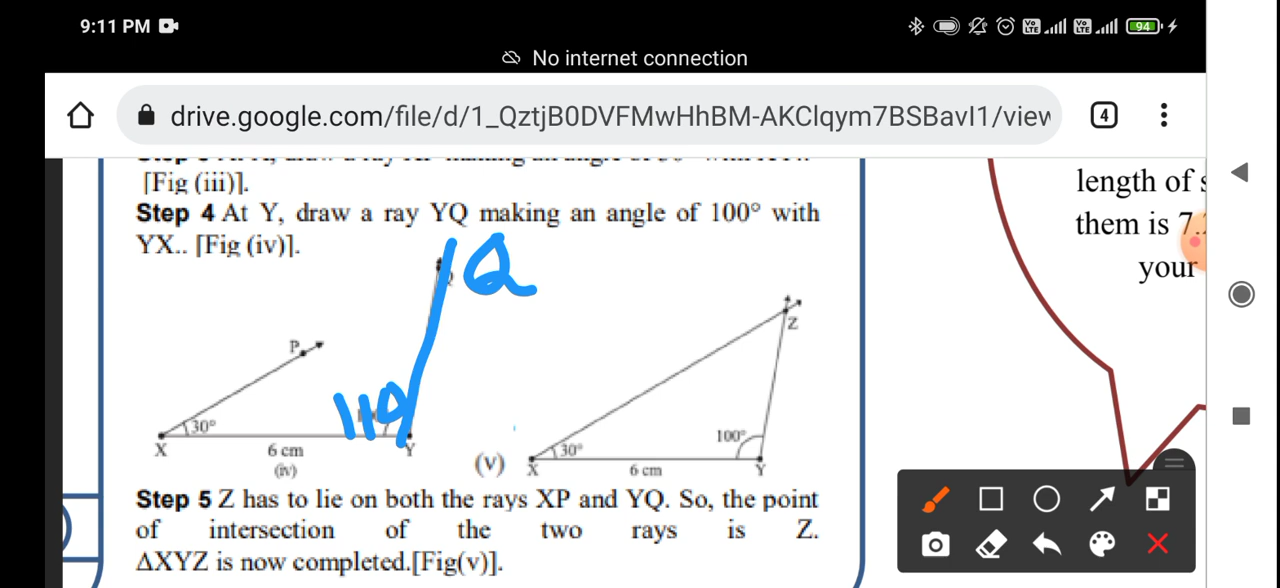 9:11 PM
94
No internet connection
drive.google.com/file/d/1_QztjB0DVFMwHhBM-AKClqym7BSBavI1/view
4
[Fig (iii)].
Step 4 At Y, draw a ray YQ making an angle of 100° with
YX.. [Fig (iv)].
Q
P
30°
X
Y
6 cm
(iv)
Z
100°
30°
(v)
X
6 cm
Y
Step 5 Z has to lie on both the rays XP and YQ. So, the point
of intersection of the two rays is Z.
ΔXYZ is now completed.[Fig(v)].
length of
them is 7.
your